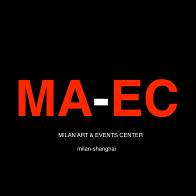 MA-EC
MILAN ART & EVENTS CENTER
milan-shanghai